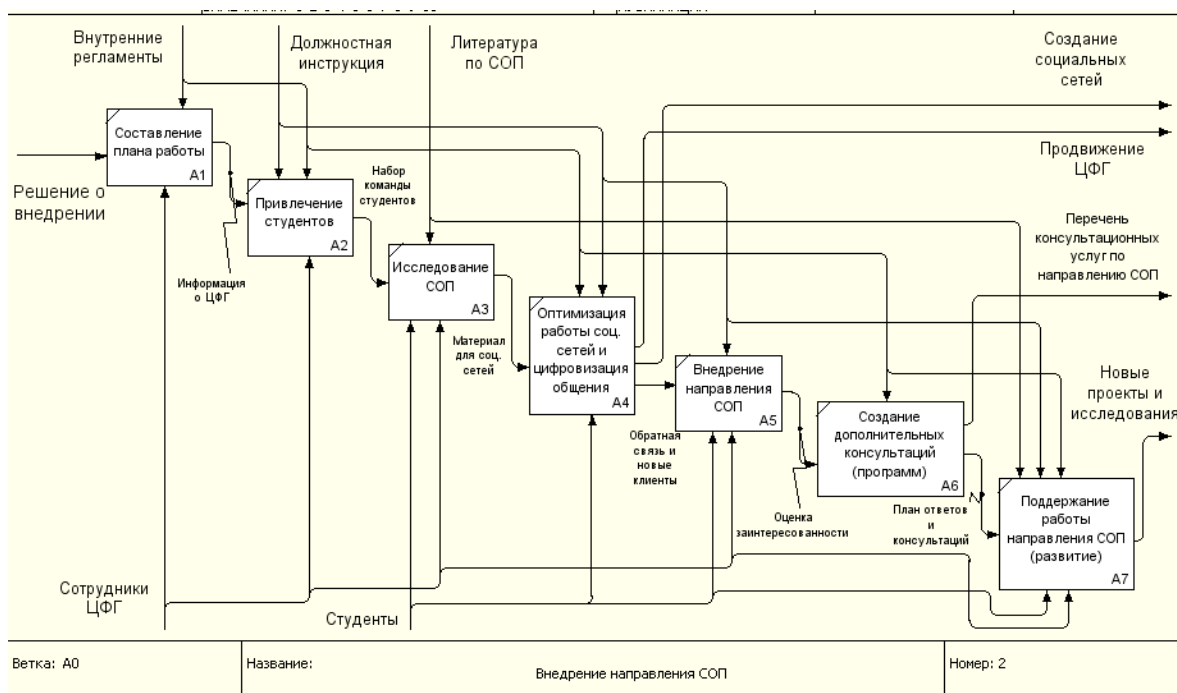 Внутренние
регламенты
Должностная
инструкция
Литература
по СОП
Создание
социальных
сетей
Составление
плана работы
A1
Продвижение
ЦФГ
Решение о
внедрении
Набор
команды
студентов
Привлечение
студентов
A2
Перечень
консультационных
услуг по
направлению СОП
Информация
о ЦФГ
Исследование
СОП
A3
Материал
для соц.
сетей
Оптимизация
работы соц.
сетей и
цифровизация
общения
A4
Внедрение
направления
СОП
A5
Новые
проекты и
исследования
Создание
дополнительных
консультаций
(программ)
A6
Обратная
связь и
новые
клиенты
Оценка
заинтересованности
План ответов
и
консультаций
Поддержание
работы
направления СОП
(развитие)
A7
Сотрудники
ЦФГ
Студенты
Ветка: A0
Название:
Внедрение направления СОП
Номер: 2